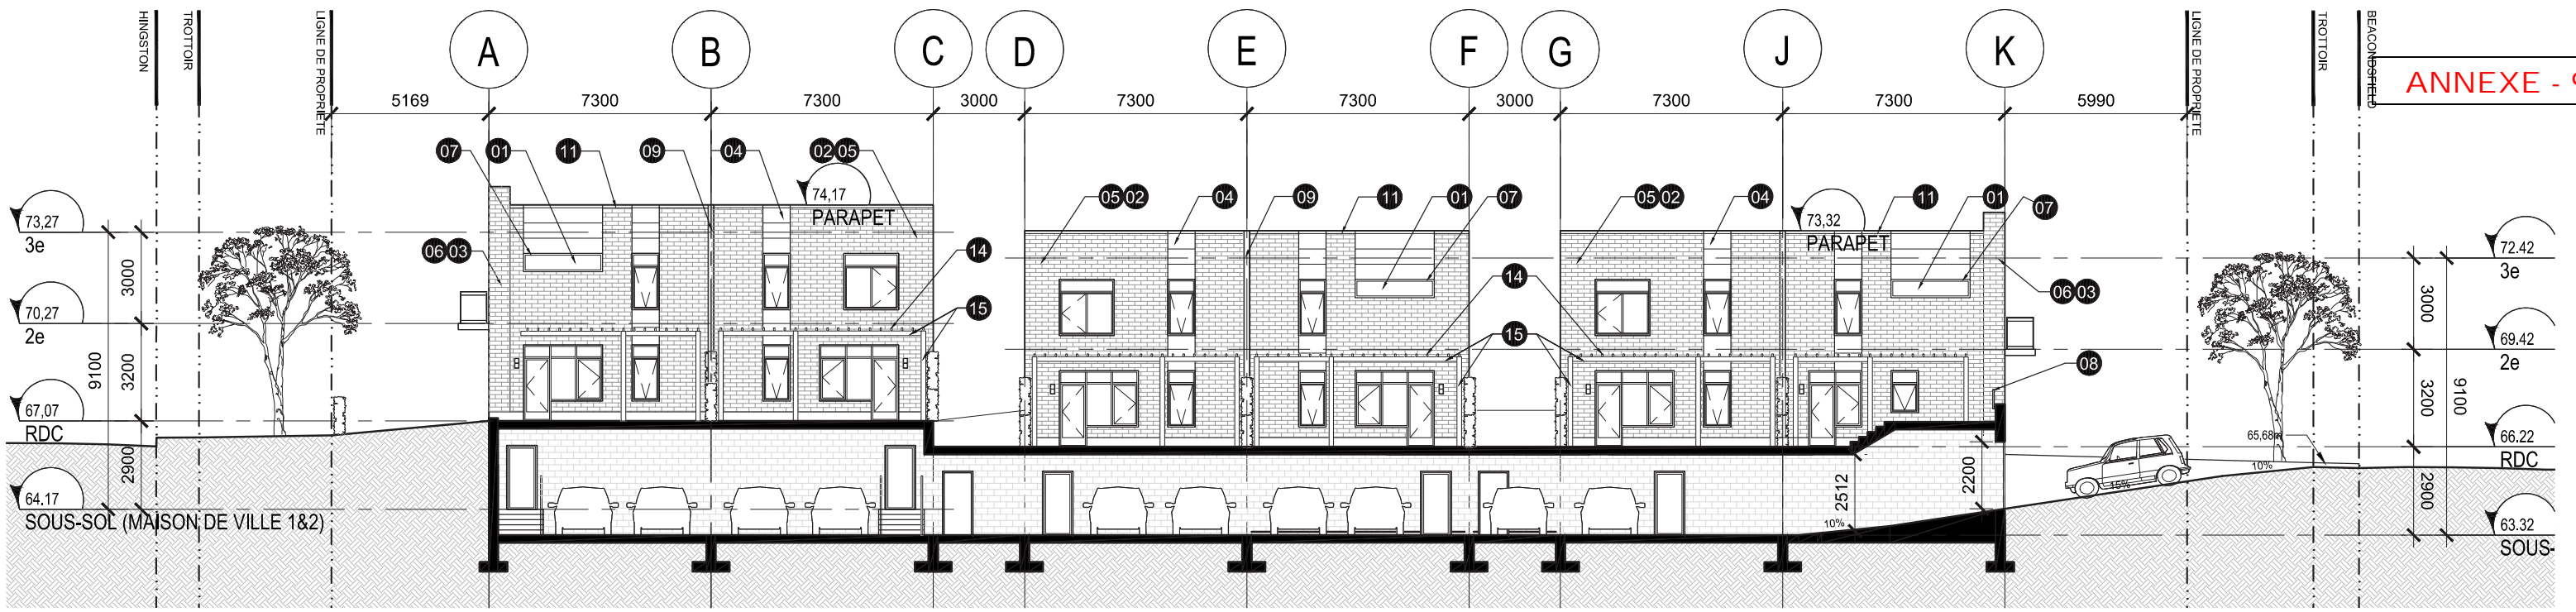 HINGSTON
TROTTOIR
LIGNE DE PROPRIÉTÉ
A B C D E F G J K
LIGNE DE PROPRIÉTÉ
TROTTOIR
BEACONDSFIELD
ANNEXE -
5169 7300 7300 3000 7300 7300 3000 7300 7300 5990
07 01 11 09 04 02 05
74,17
PARAPET
05 02 04 09 11 01 07
05 02 04
73,32
PARAPET
11 01 07
73,27
3e
06 03
14
15
14
15
06 03
08
72.42
3e
3000
70,27
2e
3200
9100
67,07
RDC
2900
64,17
SOUS-SOL (MAISON DE VILLE 1&2)
3000
69.42
2e
3200
9100
66.22
RDC
2900
63.32
SOUS-
65,68m
10%
15%
2512
2200
10%